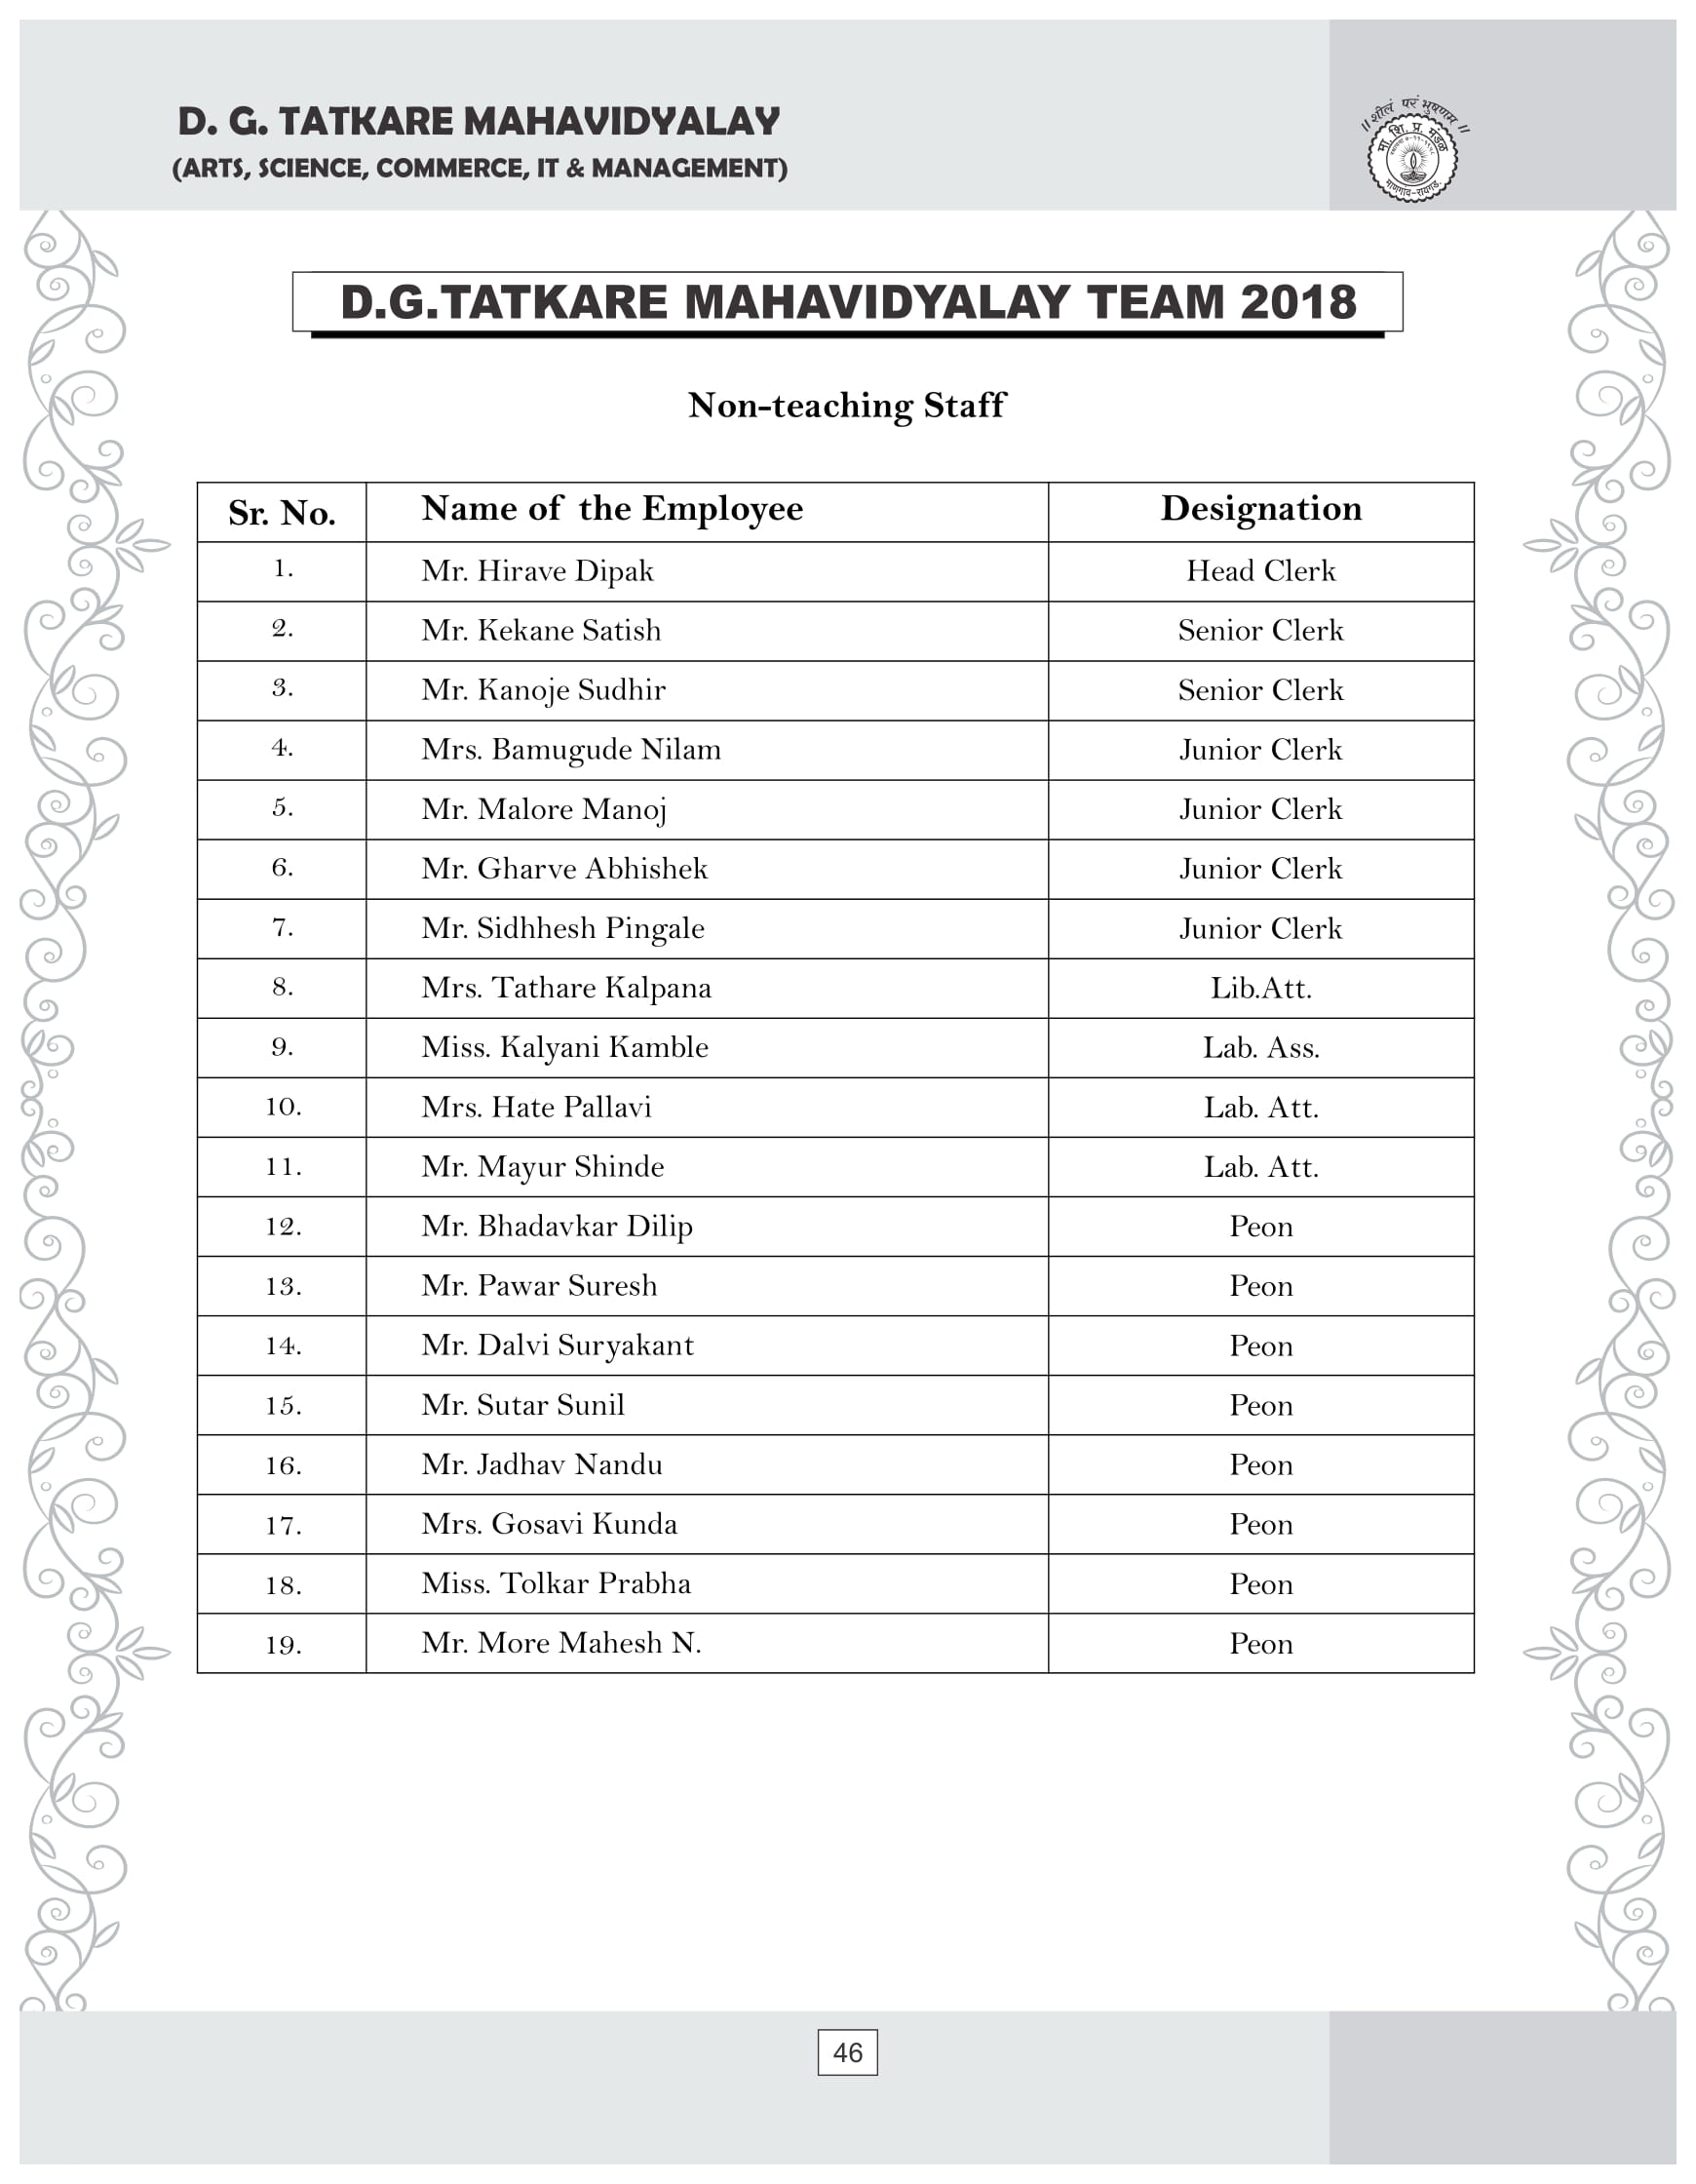 D. G. TATKARE MAHAVIDYALAY
(ARTS, SCIENCE, COMMERCE, IT & MANAGEMENT)
॥ शीलं परं भुषणम ॥
मा. शि. प्र. मंडळ
माणगांव-रायगड.
D.G.TATKARE MAHAVIDYALAY TEAM 2018
Non-teaching Staff
Sr. No. Name of the Employee Designation
1. Mr. Hirave Dipak Head Clerk
2. Mr. Kekane Satish Senior Clerk
3. Mr. Kanoje Sudhir Senior Clerk
4. Mrs. Bamugude Nilam Junior Clerk
5. Mr. Malore Manoj Junior Clerk
6. Mr. Gharve Abhishek Junior Clerk
7. Mr. Sidhhesh Pingale Junior Clerk
8. Mrs. Tathare Kalpana Lib.Att.
9. Miss. Kalyani Kamble Lab. Ass.
10. Mrs. Hate Pallavi Lab. Att.
11. Mr. Mayur Shinde Lab. Att.
12. Mr. Bhadavkar Dilip Peon
13. Mr. Pawar Suresh Peon
14. Mr. Dalvi Suryakant Peon
15. Mr. Sutar Sunil Peon
16. Mr. Jadhav Nandu Peon
17. Mrs. Gosavi Kunda Peon
18. Miss. Tolkar Prabha Peon
19. Mr. More Mahesh N. Peon
46